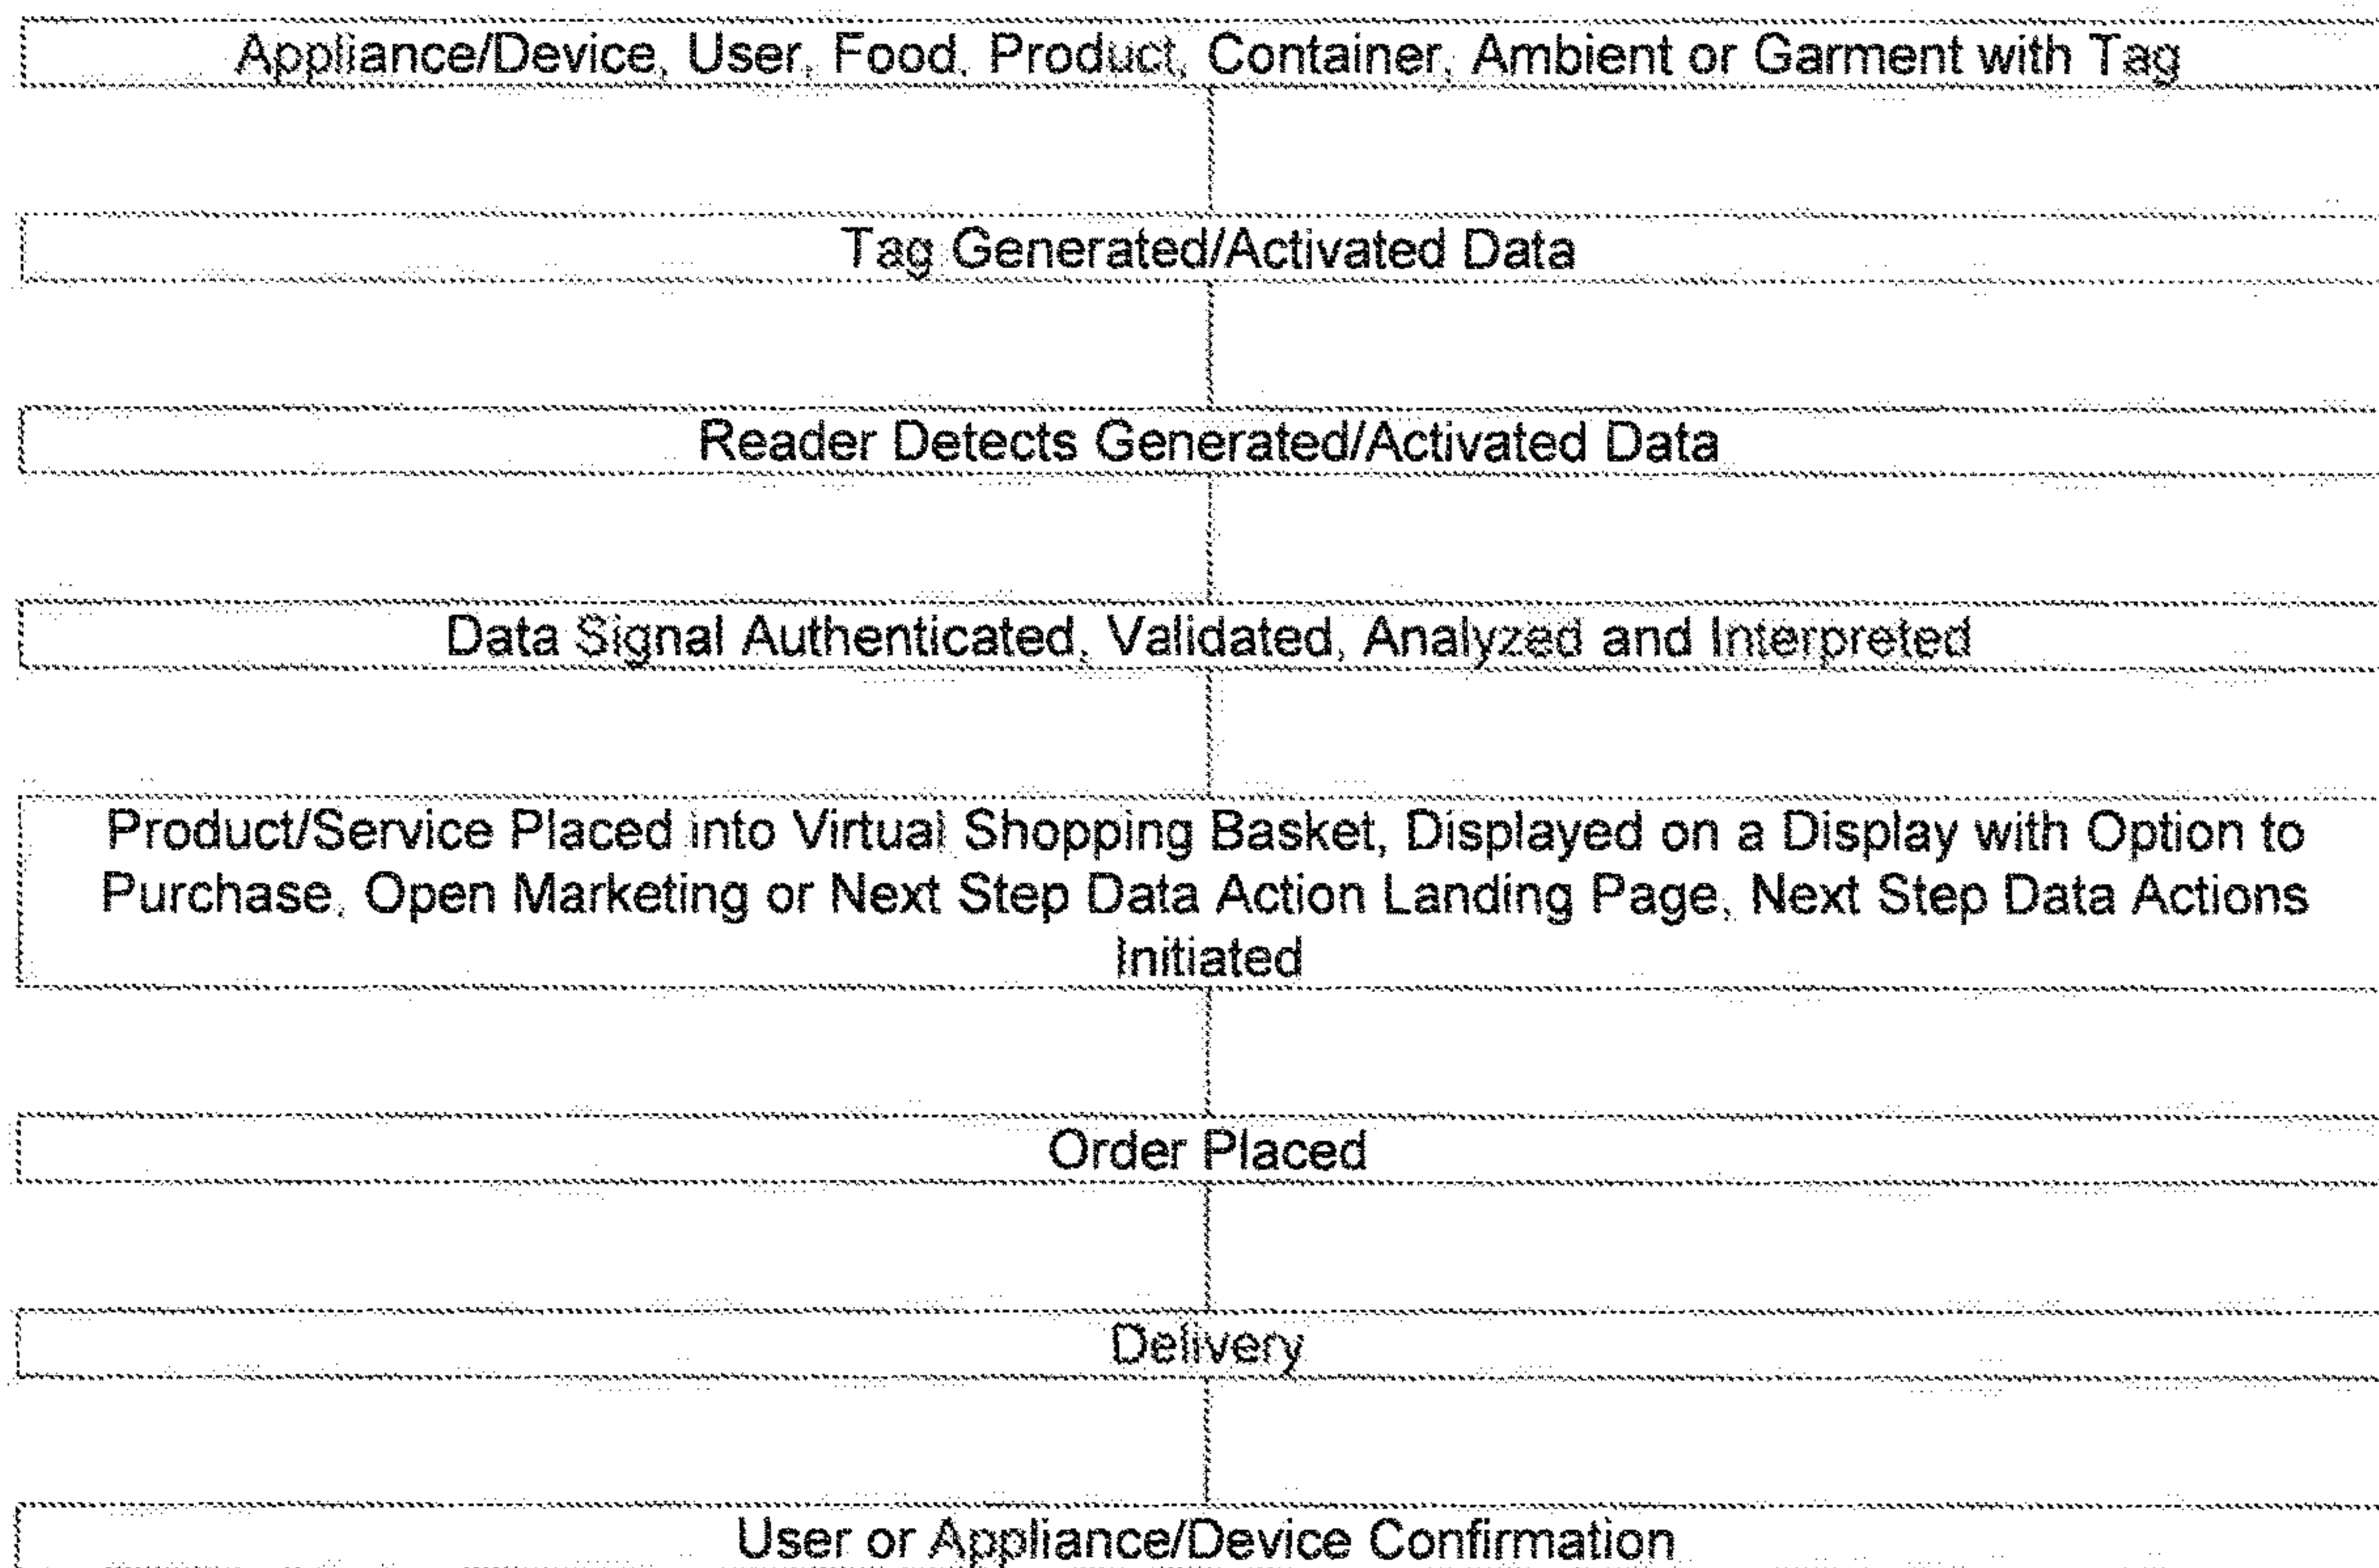 Appliance/Device, User, Food, Product, Container, Ambient or Garment with Tag
Tag Generated/Activated Data
Reader Detects Generated/Activated Data
Data Signal Authenticated, Validated, Analyzed and Interpreted
Product/Service Placed into Virtual Shopping Basket, Displayed on a Display with Option to
Purchase, Open Marketing or Next Step Data Action Landing Page, Next Step Data Actions
Initiated
Order Placed
Delivery
User or Appliance/Device Confirmation